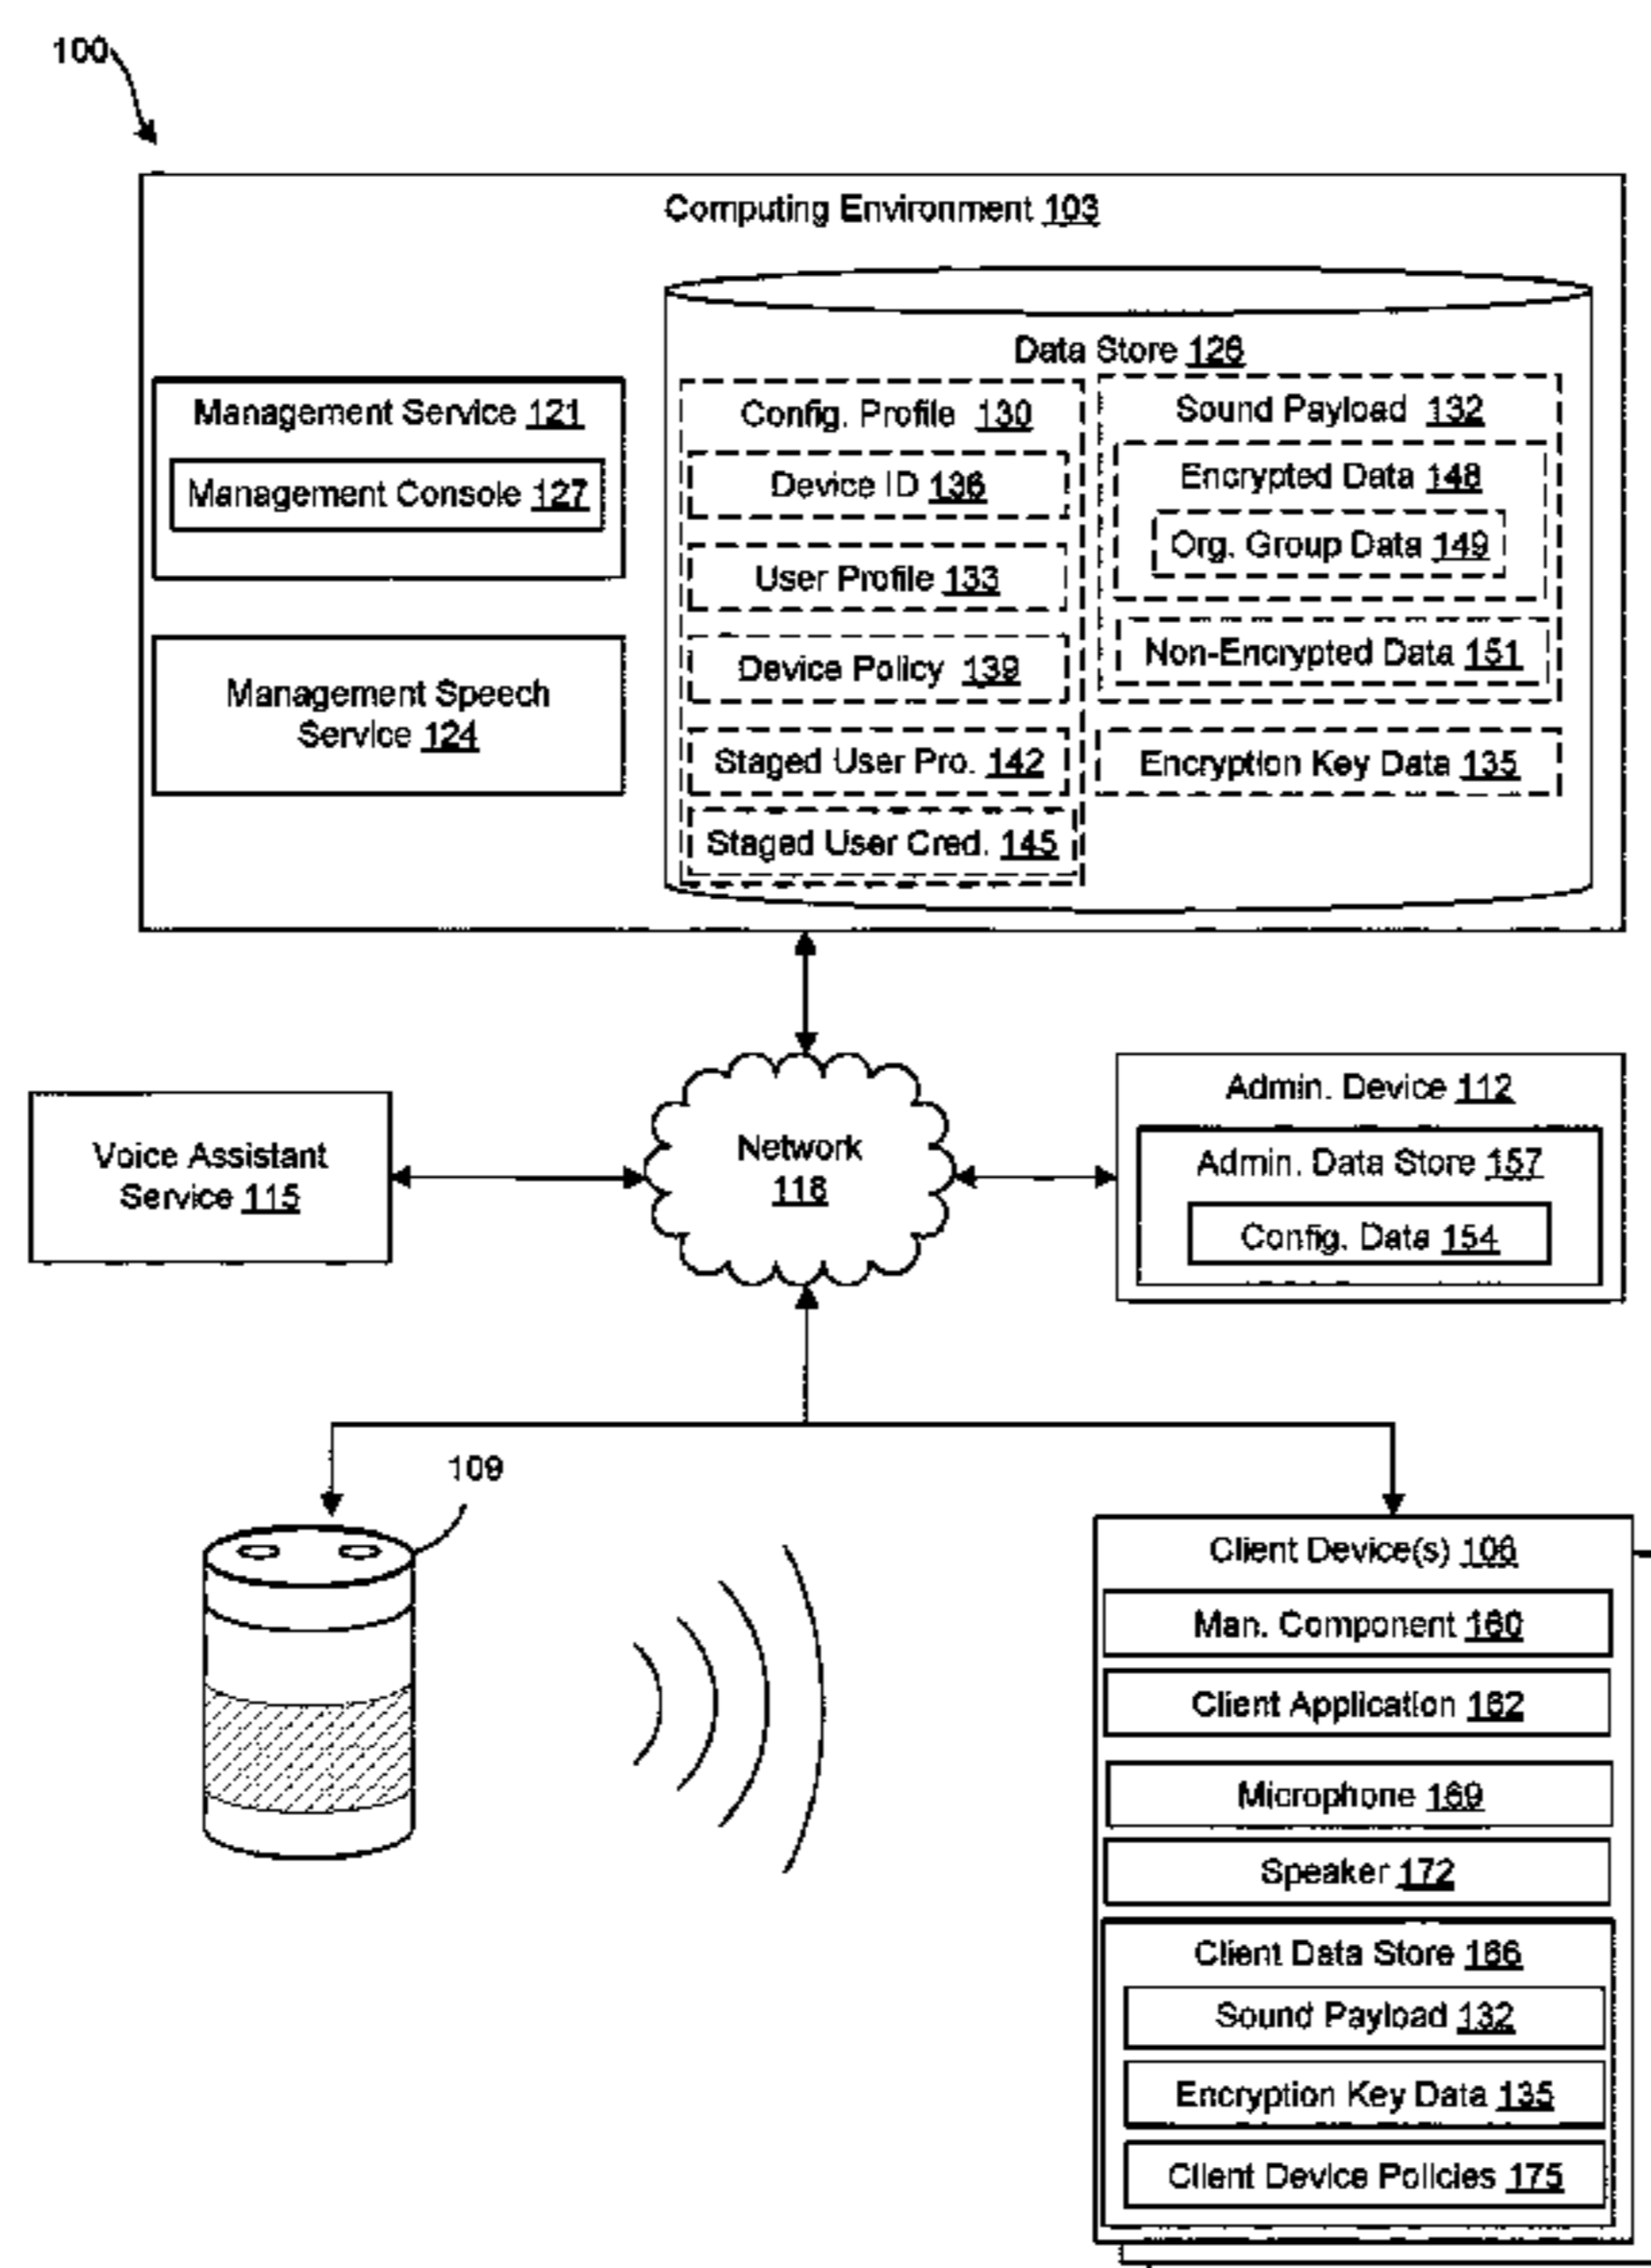 100
Computing Environment 103
Data Store 126
Management Service 121
Management Console 127
Management Speech
Service 124
Config. Profile 130
Device ID 136
User Profile 133
Device Policy 139
Staged User Pro. 142
Staged User Cred. 145
Sound Payload 132
Encrypted Data 148
Org. Group Data 149
Non-Encrypted Data 151
Encryption Key Data 135
Voice Assistant
Service 115
Network
118
Admin. Device 112
Admin. Data Store 157
Config. Data 154
109
Client Device(s) 106
Man. Component 160
Client Application 162
Microphone 169
Speaker 172
Client Data Store 166
Sound Payload 132
Encryption Key Data 135
Client Device Policies 175